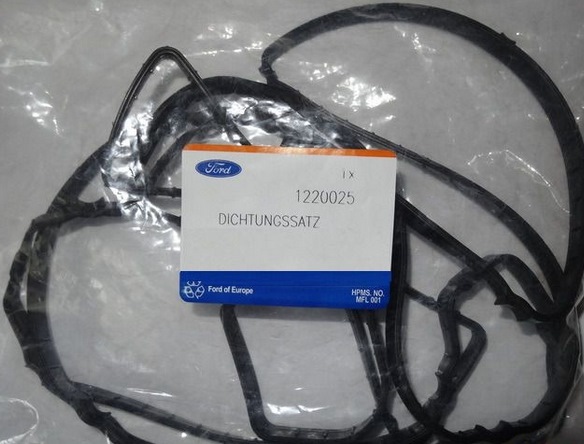 Ford
1 X
1220025
DICHTUNGSSATZ
Ford of Europe
HPMS. NO.
MFL 001